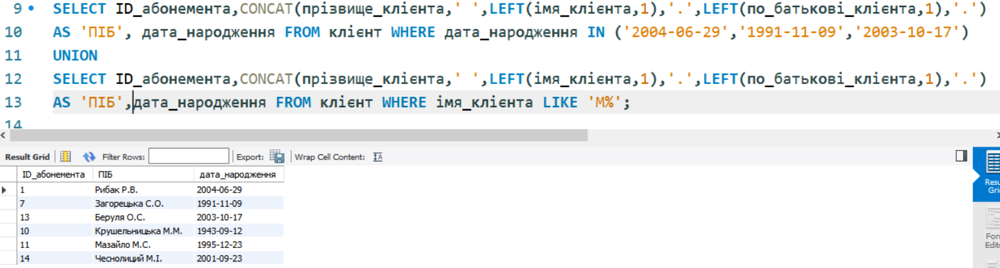 9 SELECT ID_абонемента,CONCAT(прізвище_клієнта,' ',LEFT(імя_клієнта,1),'.',LEFT(по_батькові_клієнта,1),'.')
10 AS 'ПІБ', дата_народження FROM клієнт WHERE дата_народження IN ('2004-06-29','1991-11-09','2003-10-17')
11 UNION
12 SELECT ID_абонемента,CONCAT(прізвище_клієнта,' ',LEFT(імя_клієнта,1),'.',LEFT(по_батькові_клієнта,1),'.')
13 AS 'ПІБ',дата_народження FROM клієнт WHERE імя_клієнта LIKE 'М%';
14
Result Grid Filter Rows: Export: Wrap Cell Content:
ID_абонемента ПІБ дата_народження
1 Рибак Р.В. 2004-06-29
7 Загорецька С.О. 1991-11-09
13 Беруля О.С. 2003-10-17
10 Крушельницька М.М. 1943-09-12
11 Мазайло М.С. 1995-12-23
14 Чеснолиций М.І. 2001-09-23